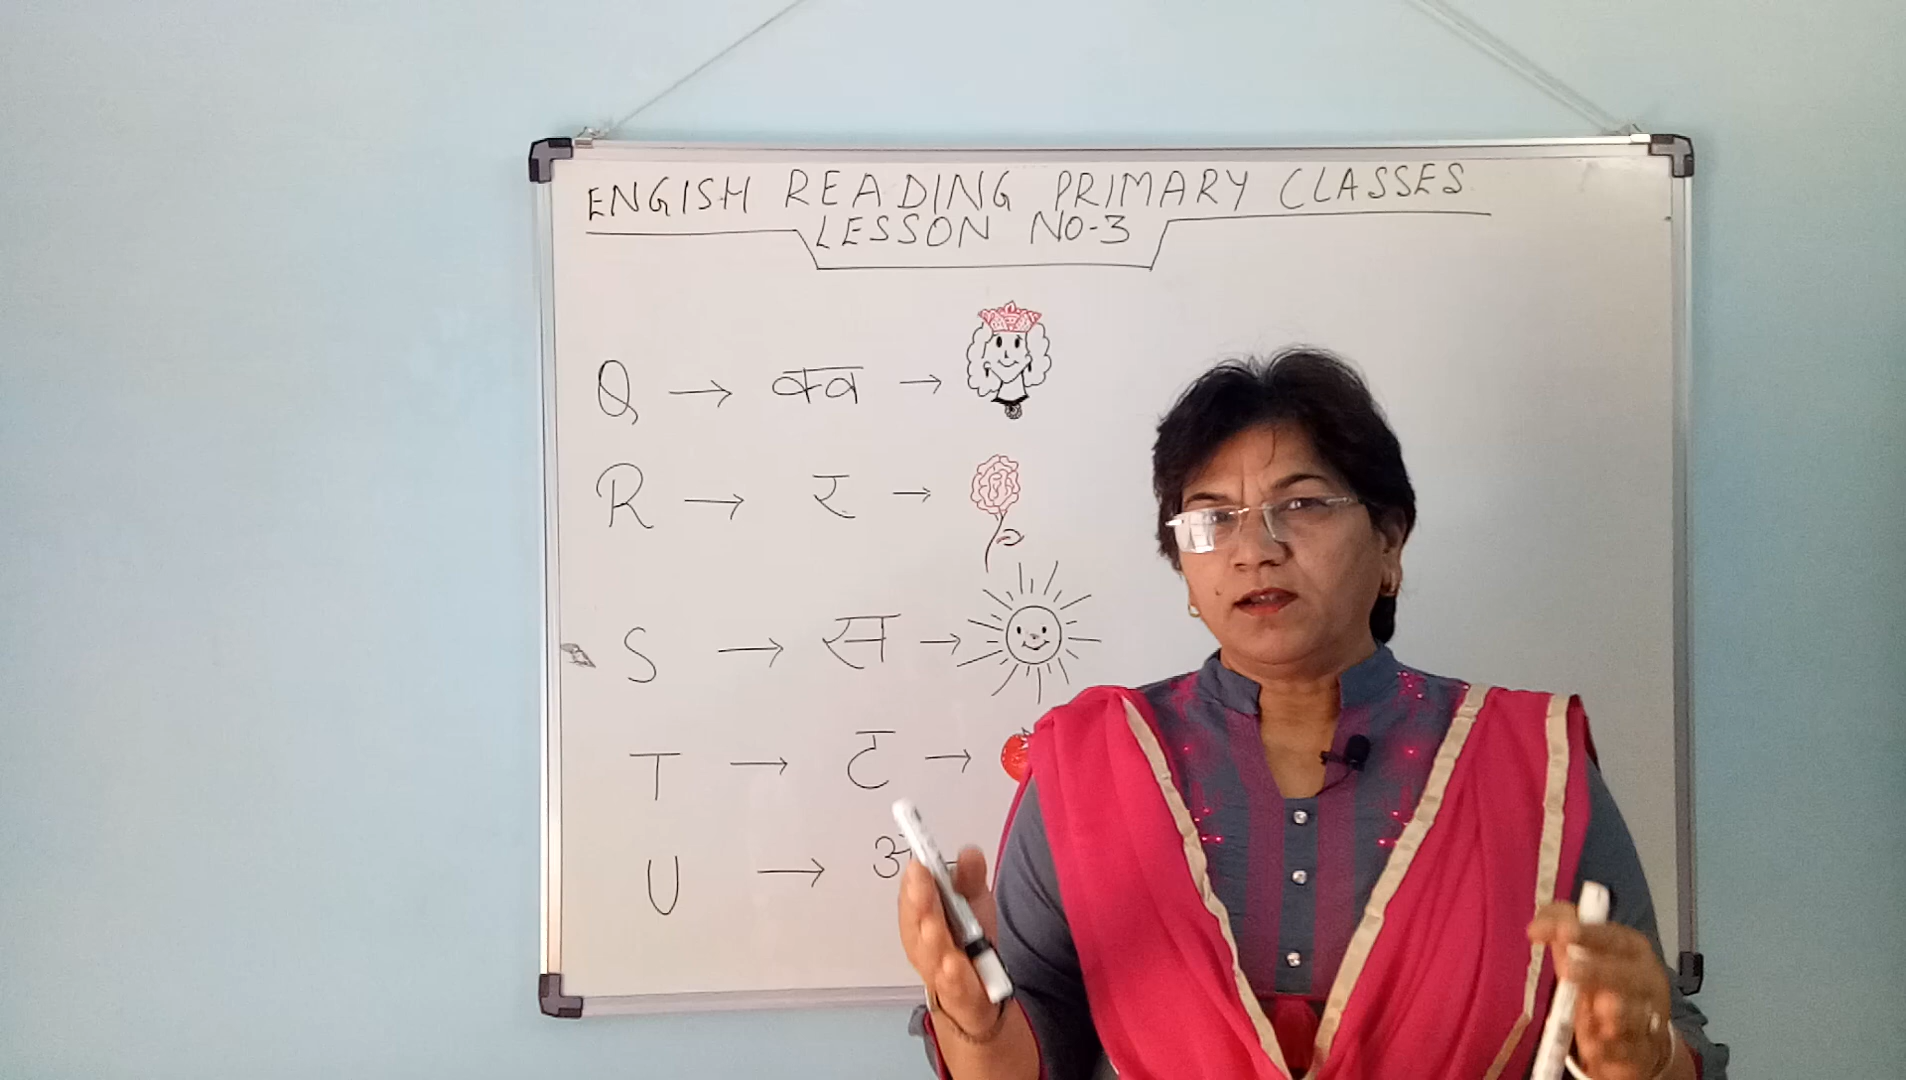 ENGISH READING PRIMARY CLASSES
LESSON NO-3
Q → क्व →
R → र →
S → स →
T → ट →
U →